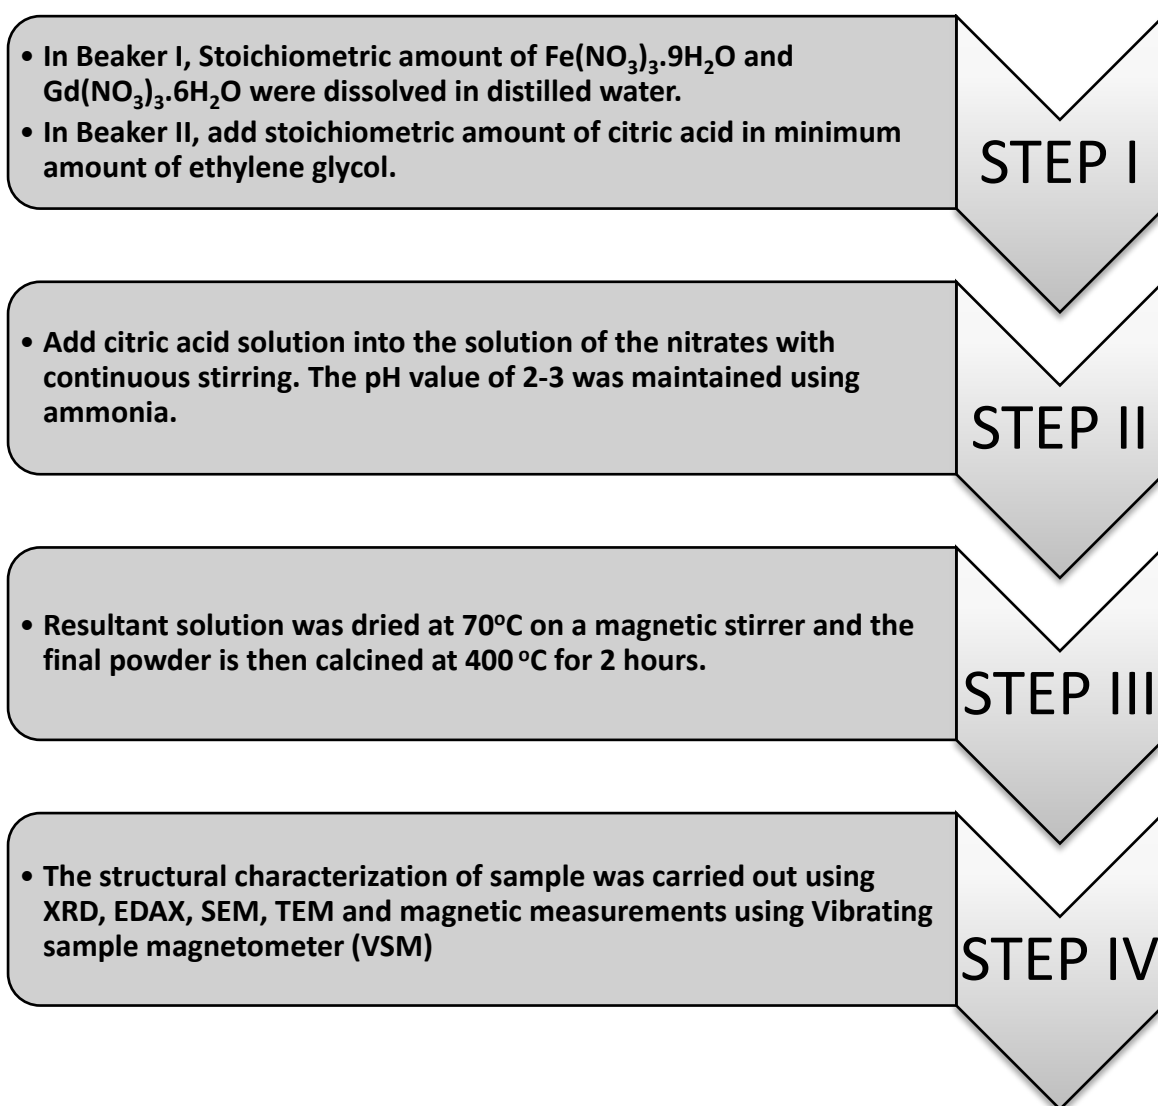 • In Beaker I, Stoichiometric amount of Fe(NO₃)₃.9H₂O and
Gd(NO₃)₃.6H₂O were dissolved in distilled water.
• In Beaker II, add stoichiometric amount of citric acid in minimum
amount of ethylene glycol.
STEP I
• Add citric acid solution into the solution of the nitrates with
continuous stirring. The pH value of 2-3 was maintained using
ammonia.
STEP II
• Resultant solution was dried at 70°C on a magnetic stirrer and the
final powder is then calcined at 400 °C for 2 hours.
STEP III
• The structural characterization of sample was carried out using
XRD, EDAX, SEM, TEM and magnetic measurements using Vibrating
sample magnetometer (VSM)
STEP IV